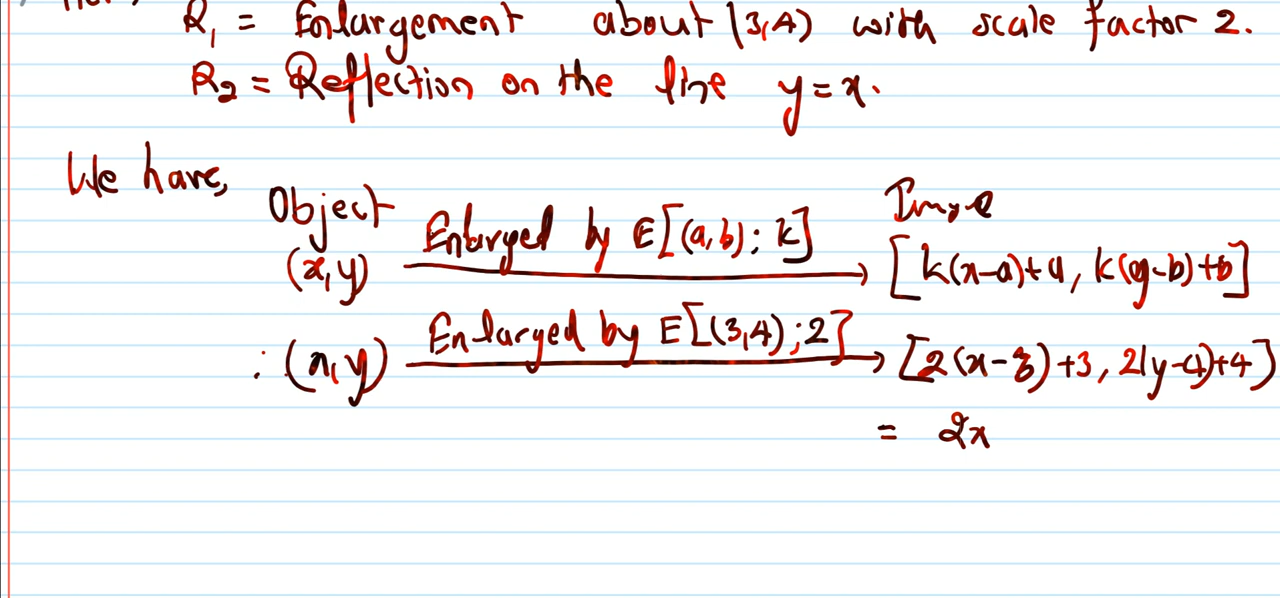 R₁ = Enlargement about (3,4) with scale factor 2.
R₂ = Reflection on the line y=x.
We have,
Object Image
(x,y) Enlarged by E[(a,b); k] → [k(x-a)+a, k(y-b)+b]
∴ (x,y) Enlarged by E[(3,4);2] → [2(x-3)+3, 2(y-4)+4]
= 2x